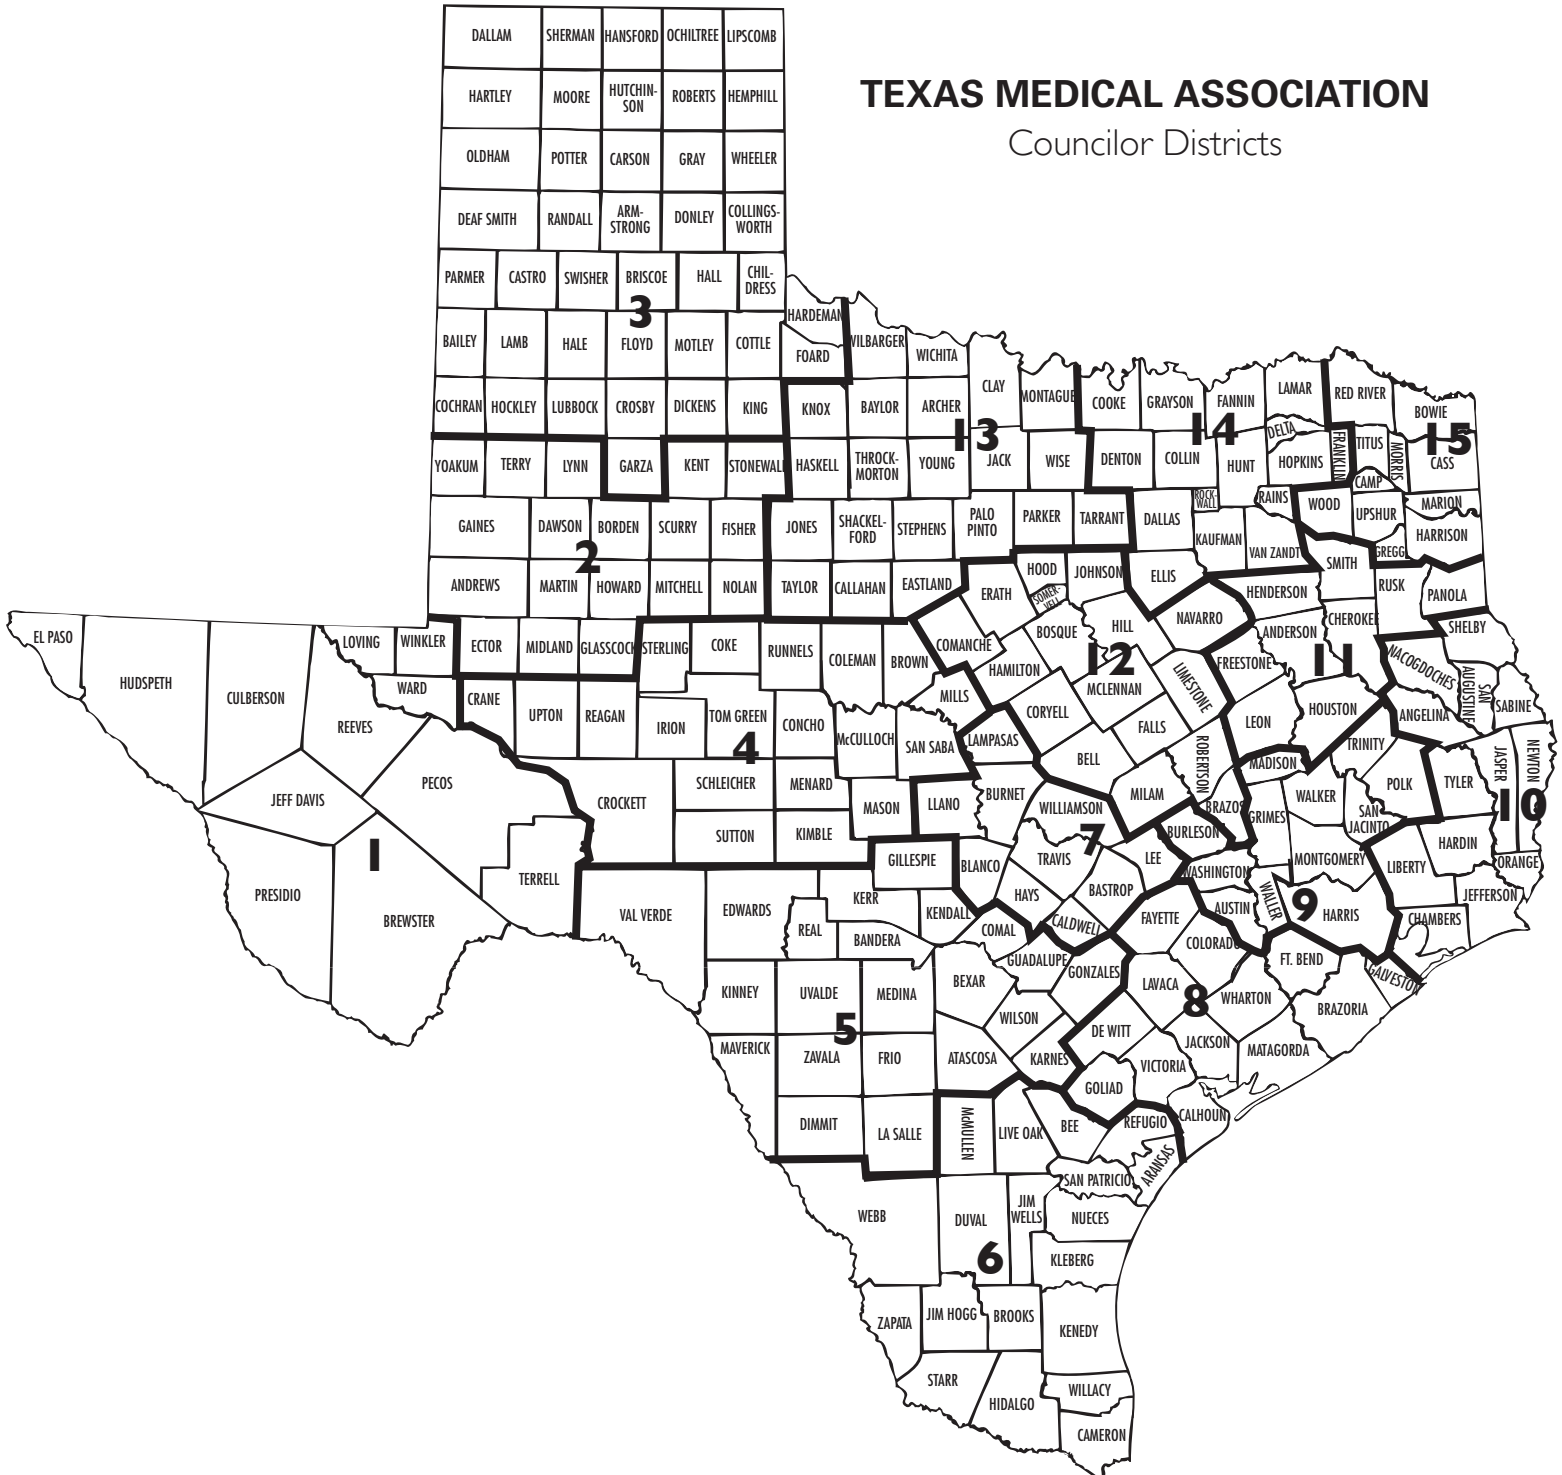 TEXAS MEDICAL ASSOCIATION
Councilor Districts
DALLAM SHERMAN HANSFORD OCHILTREE LIPSCOMB
HARTLEY MOORE HUTCHIN-
SON ROBERTS HEMPHILL
OLDHAM POTTER CARSON GRAY WHEELER
DEAF SMITH RANDALL ARM-
STRONG DONLEY COLLINGS-
WORTH
PARMER CASTRO SWISHER BRISCOE HALL CHIL-
DRESS
3
HARDEMAN
BAILEY LAMB HALE FLOYD MOTLEY COTTLE FOARD WILBARGER WICHITA
COCHRAN HOCKLEY LUBBOCK CROSBY DICKENS KING KNOX BAYLOR ARCHER CLAY MONTAGUE COOKE GRAYSON FANNIN LAMAR RED RIVER BOWIE
13 14 15
YOAKUM TERRY LYNN GARZA KENT STONEWALL HASKELL THROCK-
MORTON YOUNG JACK WISE DENTON COLLIN HUNT DELTA HOPKINS FRANKLIN TITUS MORRIS CASS
CAMP
GAINES DAWSON BORDEN SCURRY FISHER JONES SHACKEL-
FORD STEPHENS PALO
PINTO PARKER TARRANT DALLAS ROCK-
WALL KAUFMAN RAINS VAN ZANDT WOOD UPSHUR MARION HARRISON GREGG
2
ANDREWS MARTIN HOWARD MITCHELL NOLAN TAYLOR CALLAHAN EASTLAND ERATH HOOD SOMER-
VELL JOHNSON ELLIS NAVARRO HENDERSON SMITH RUSK PANOLA
EL PASO HUDSPETH CULBERSON LOVING WINKLER ECTOR MIDLAND GLASSCOCK STERLING COKE RUNNELS COLEMAN BROWN COMANCHE BOSQUE HILL ANDERSON CHEROKEE SHELBY
12 11
REEVES WARD CRANE UPTON REAGAN IRION TOM GREEN CONCHO McCULLOCH SAN SABA MILLS HAMILTON CORYELL McLENNAN LIMESTONE FREESTONE NACOGDOCHES SAN
AUGUSTINE SABINE
4
LAMPASAS BELL FALLS LEON HOUSTON ANGELINA
JEFF DAVIS PECOS CROCKETT SCHLEICHER MENARD MASON LLANO BURNET WILLIAMSON MILAM ROBERTSON MADISON TRINITY POLK TYLER JASPER NEWTON
10
1 SUTTON KIMBLE 7 BRAZOS GRIMES WALKER SAN
JACINTO
BURLESON HARDIN
PRESIDIO BREWSTER TERRELL GILLESPIE BLANCO TRAVIS LEE WASHINGTON MONTGOMERY LIBERTY ORANGE
VAL VERDE EDWARDS REAL KERR KENDALL HAYS BASTROP FAYETTE AUSTIN WALLER 9 HARRIS CHAMBERS JEFFERSON
BANDERA COMAL CALDWELL COLORADO
KINNEY UVALDE MEDINA BEXAR GUADALUPE GONZALES LAVACA 8 WHARTON FT. BEND GALVESTON
5 WILSON BRAZORIA
MAVERICK ZAVALA FRIO ATASCOSA KARNES DE WITT JACKSON MATAGORDA
VICTORIA
GOLIAD
DIMMIT LA SALLE McMULLEN LIVE OAK BEE REFUGIO CALHOUN
ARANSAS
SAN PATRICIO
WEBB DUVAL JIM
WELLS NUECES
6 KLEBERG
ZAPATA JIM HOGG BROOKS KENEDY
STARR HIDALGO WILLACY
CAMERON